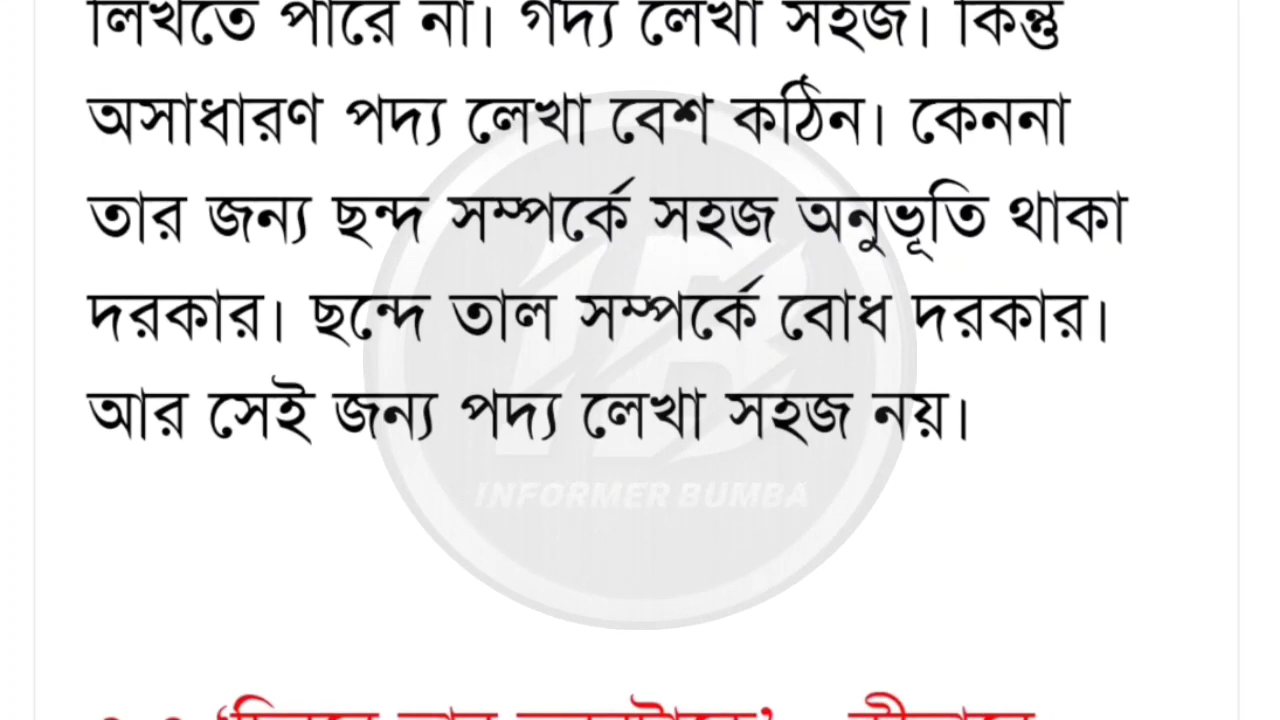 লিখতে পারে না। গদ্য লেখা সহজ। কিন্তু
অসাধারণ পদ্য লেখা বেশ কঠিন। কেননা
তার জন্য ছন্দ সম্পর্কে সহজ অনুভূতি থাকা
দরকার। ছন্দে তাল সম্পর্কে বোধ দরকার।
আর সেই জন্য পদ্য লেখা সহজ নয়।
IB
INFORMER BUMBA